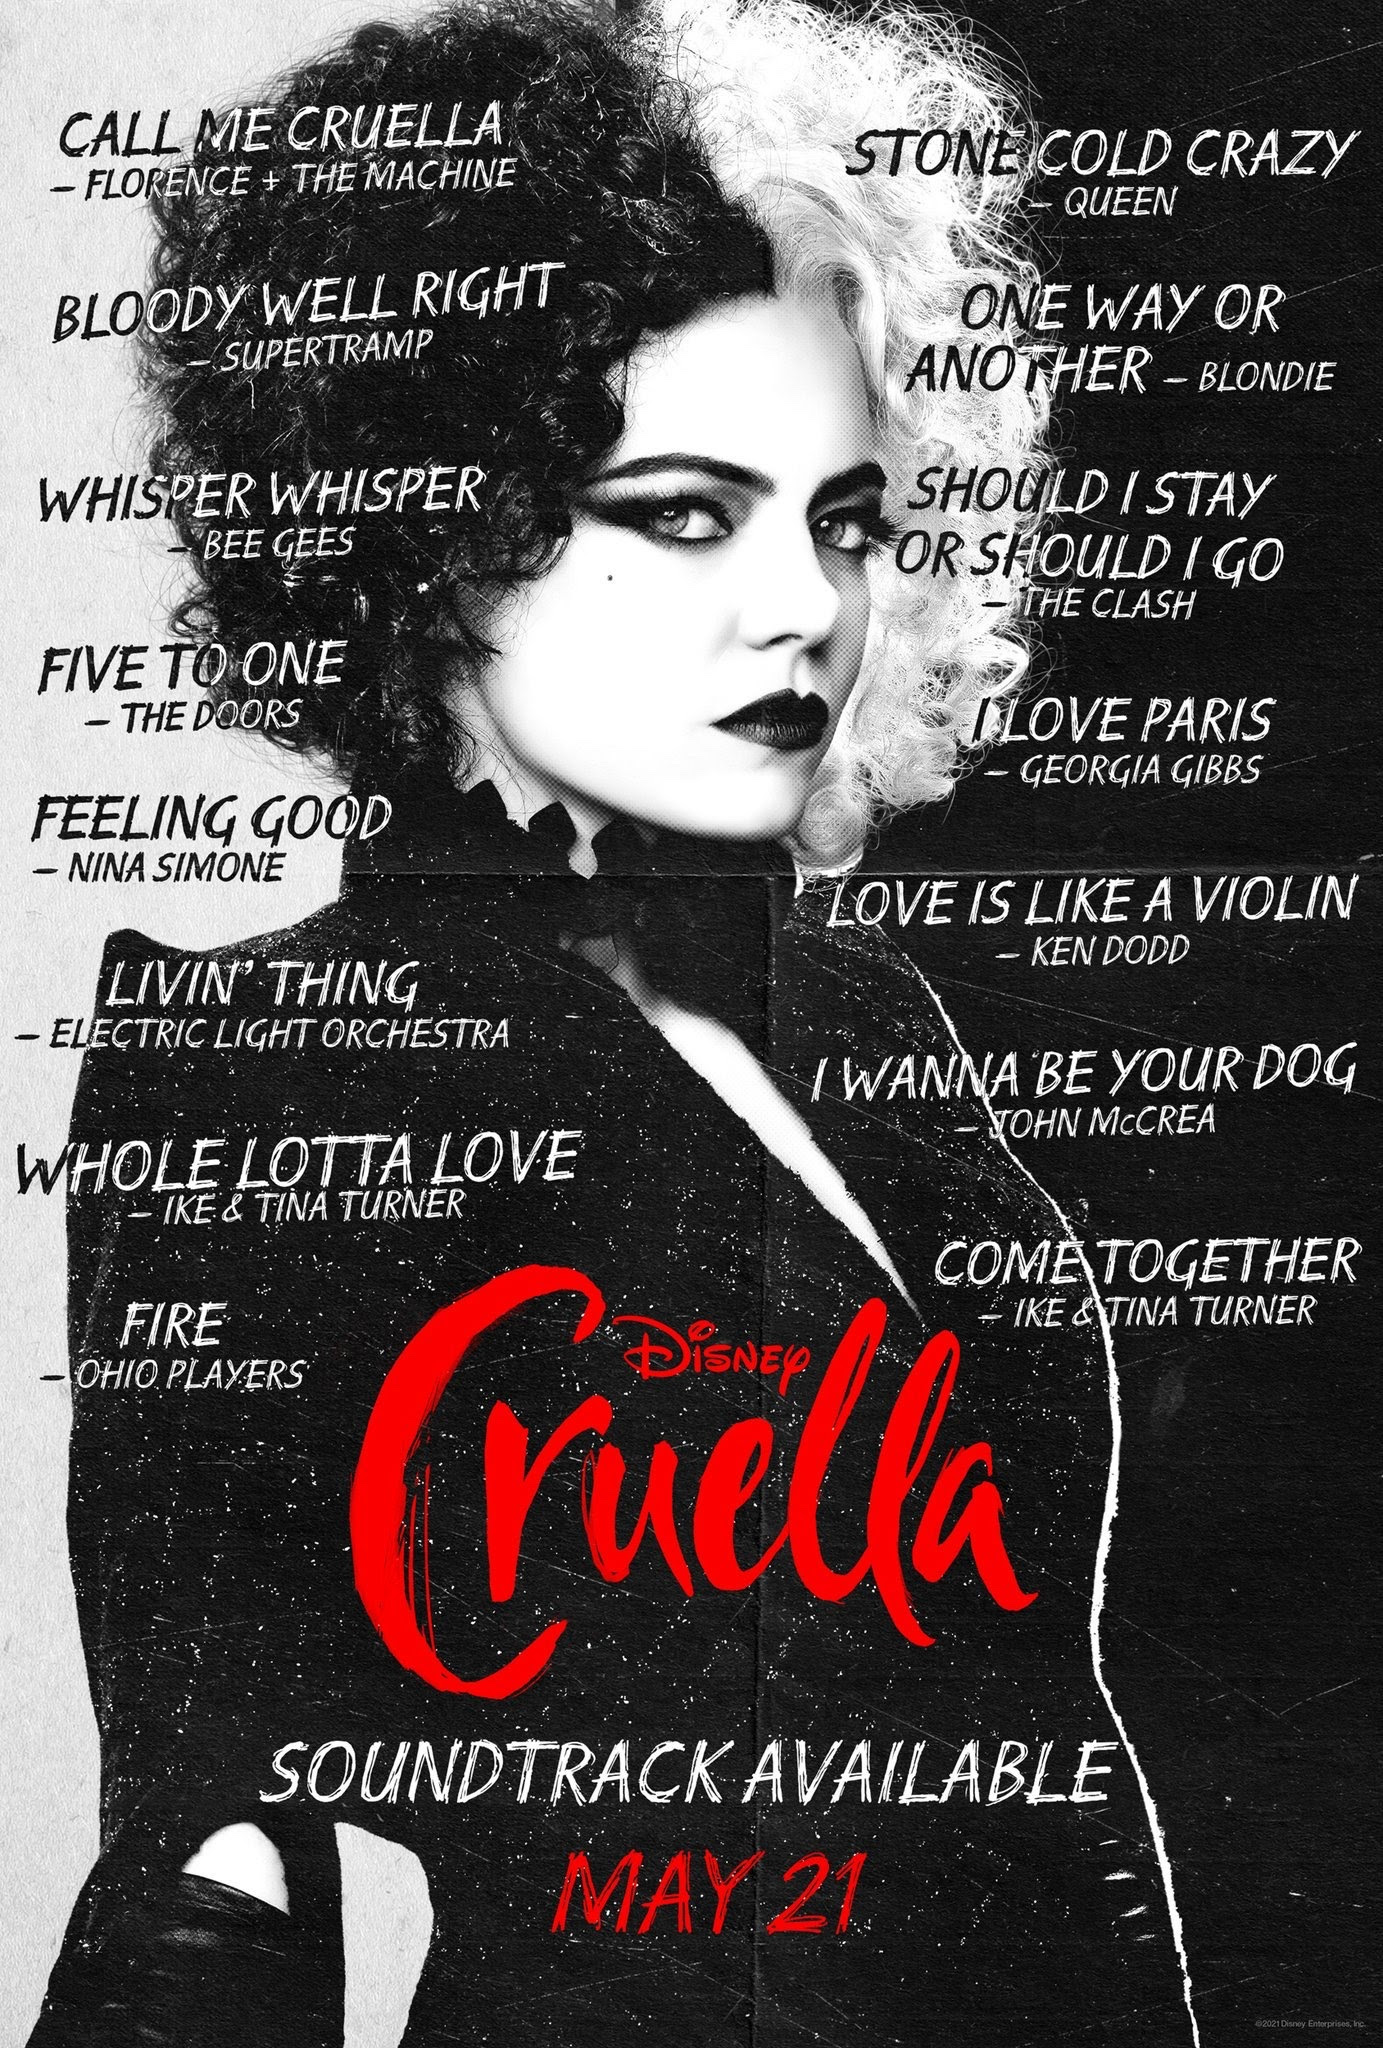 CALL ME CRUELLA
– FLORENCE + THE MACHINE
BLOODY WELL RIGHT
– SUPERTRAMP
WHISPER WHISPER
– BEE GEES
FIVE TO ONE
– THE DOORS
FEELING GOOD
– NINA SIMONE
LIVIN' THING
– ELECTRIC LIGHT ORCHESTRA
WHOLE LOTTA LOVE
– IKE & TINA TURNER
FIRE
– OHIO PLAYERS
STONE COLD CRAZY
– QUEEN
ONE WAY OR
ANOTHER – BLONDIE
SHOULD I STAY
OR SHOULD I GO
– THE CLASH
I LOVE PARIS
– GEORGIA GIBBS
LOVE IS LIKE A VIOLIN
– KEN DODD
I WANNA BE YOUR DOG
– JOHN McCREA
COME TOGETHER
– IKE & TINA TURNER
DISNEY
Cruella
SOUNDTRACK AVAILABLE
MAY 21
©2021 Disney Enterprises, Inc.